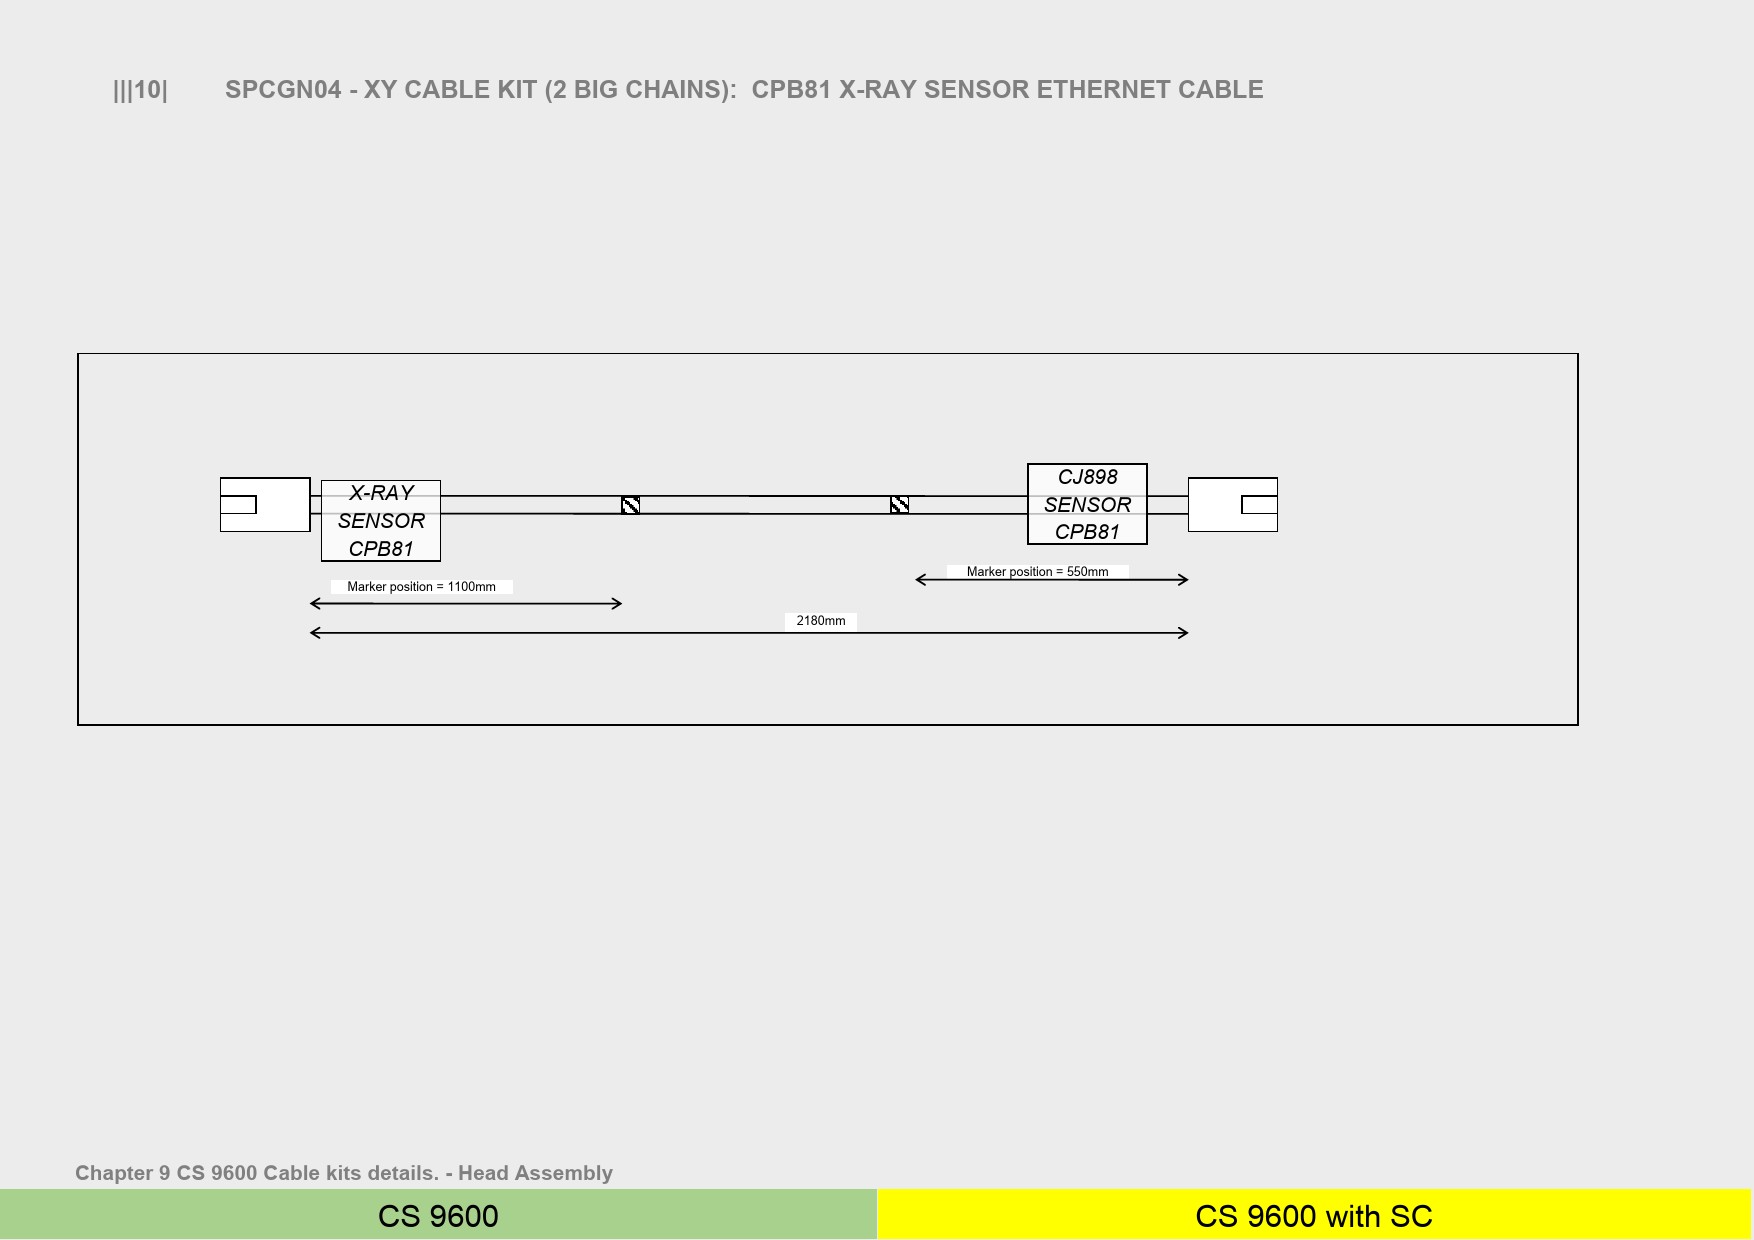 |||10| SPCGN04 - XY CABLE KIT (2 BIG CHAINS): CPB81 X-RAY SENSOR ETHERNET CABLE
X-RAY
SENSOR
CPB81
CJ898
SENSOR
CPB81
Marker position = 1100mm
Marker position = 550mm
2180mm
Chapter 9 CS 9600 Cable kits details. - Head Assembly
CS 9600
CS 9600 with SC